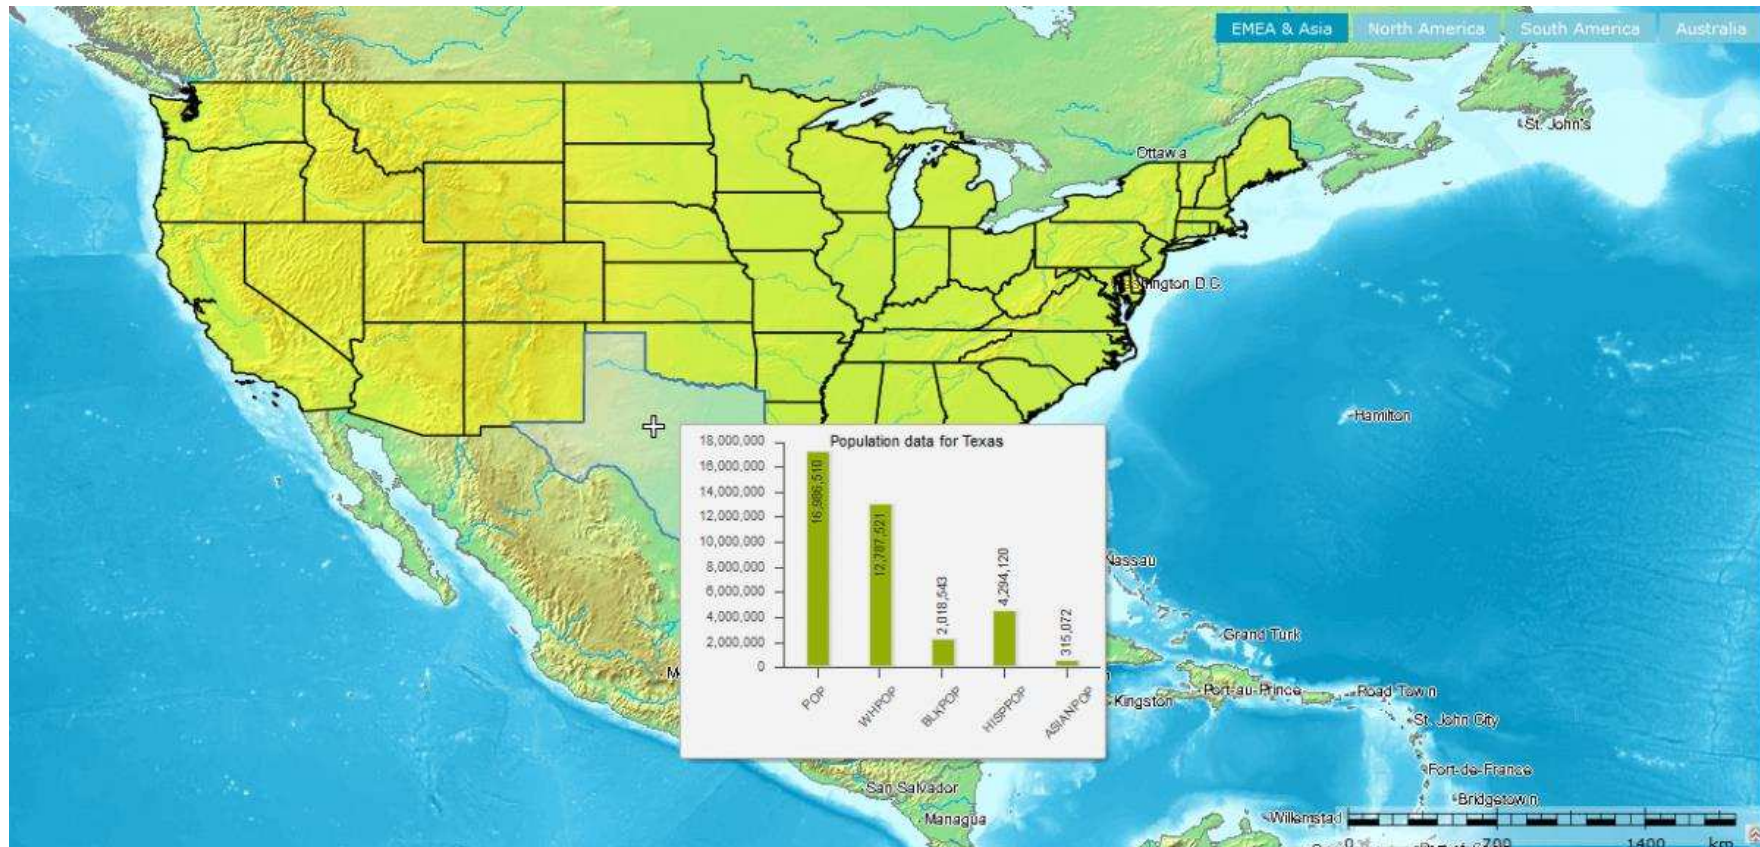 EMEA & Asia North America South America Australia
St. John's
Ottawa
Washington D.C.
Hamilton
Population data for Texas
18,000,000
16,000,000
14,000,000
12,000,000
10,000,000
8,000,000
6,000,000
4,000,000
2,000,000
0
16,986,510
12,787,521
2,018,543
4,294,120
315,072
POP
WHPOP
BLKPOP
HISPPOP
ASIANPOP
Nassau
Grand Turk
Kingston
Port-au-Prince
Road Town
St. John City
Fort-de-France
Bridgetown
San Salvador
Managua
Willemstad
0 700 1400 km